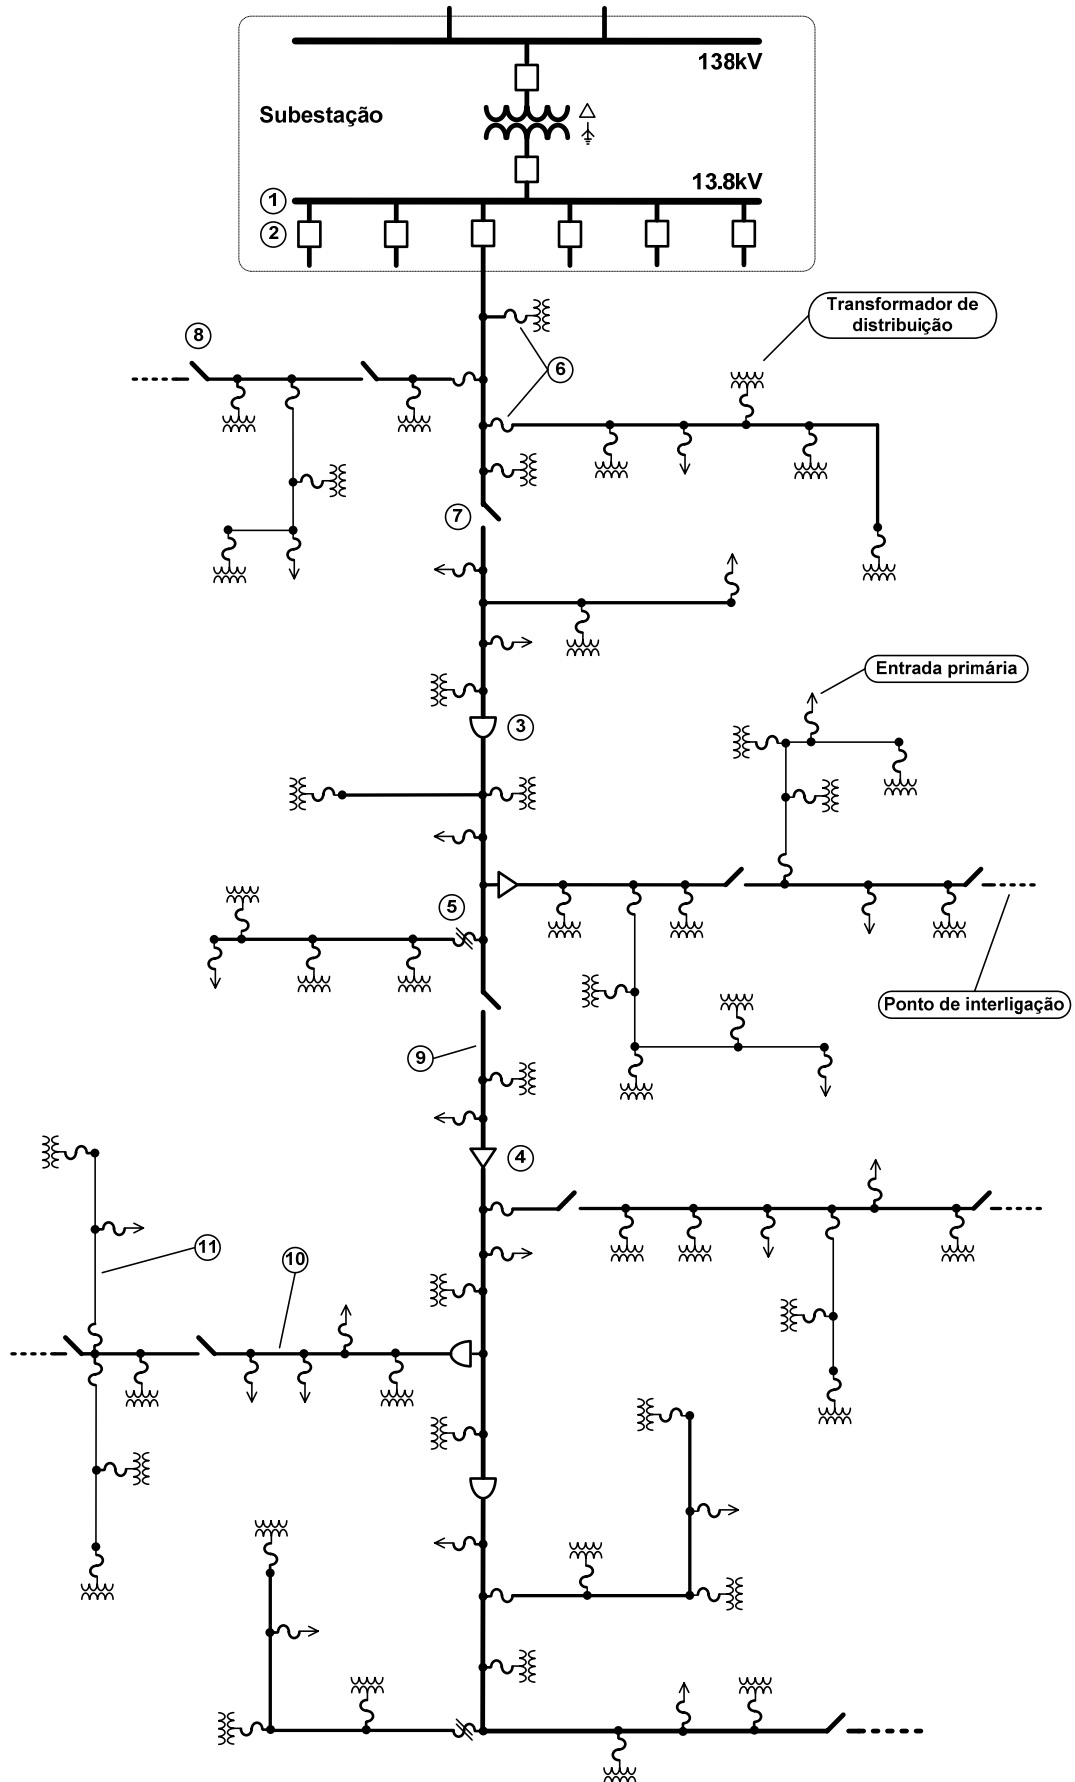 138kV
Subestação
13.8kV
1
2
Transformador de
distribuição
8
6
7
Entrada primária
3
5
Ponto de interligação
9
4
11
10